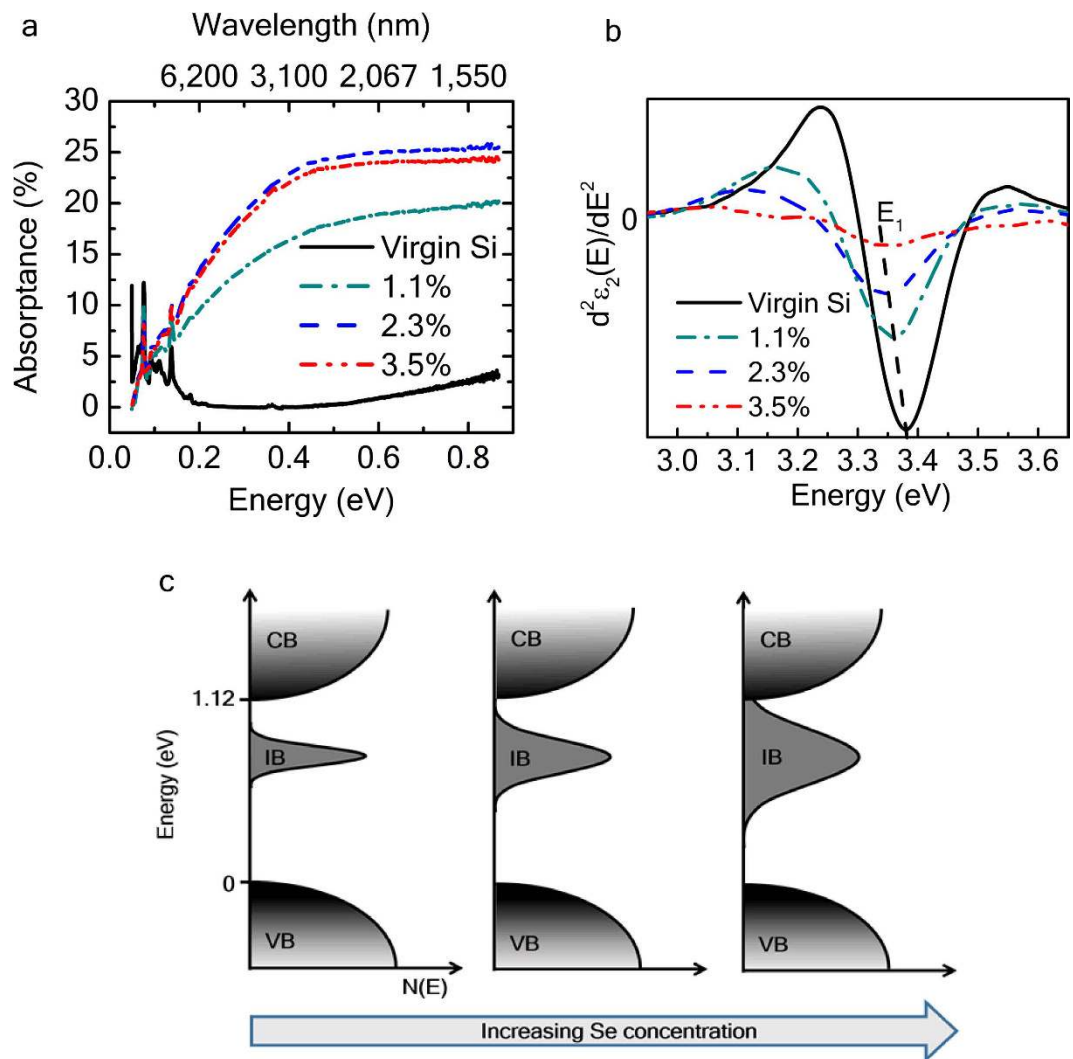 a
Wavelength (nm)
6,200 3,100 2,067 1,550
30
25
20
15
10
5
0
Absorptance (%)
Virgin Si
1.1%
2.3%
3.5%
0.0 0.2 0.4 0.6 0.8
Energy (eV)
b
0
d²ε₂(E)/dE²
E₁
Virgin Si
1.1%
2.3%
3.5%
3.0 3.1 3.2 3.3 3.4 3.5 3.6
Energy (eV)
c
CB
1.12
IB
Energy (eV)
0
VB
N(E)
CB
IB
VB
CB
IB
VB
Increasing Se concentration